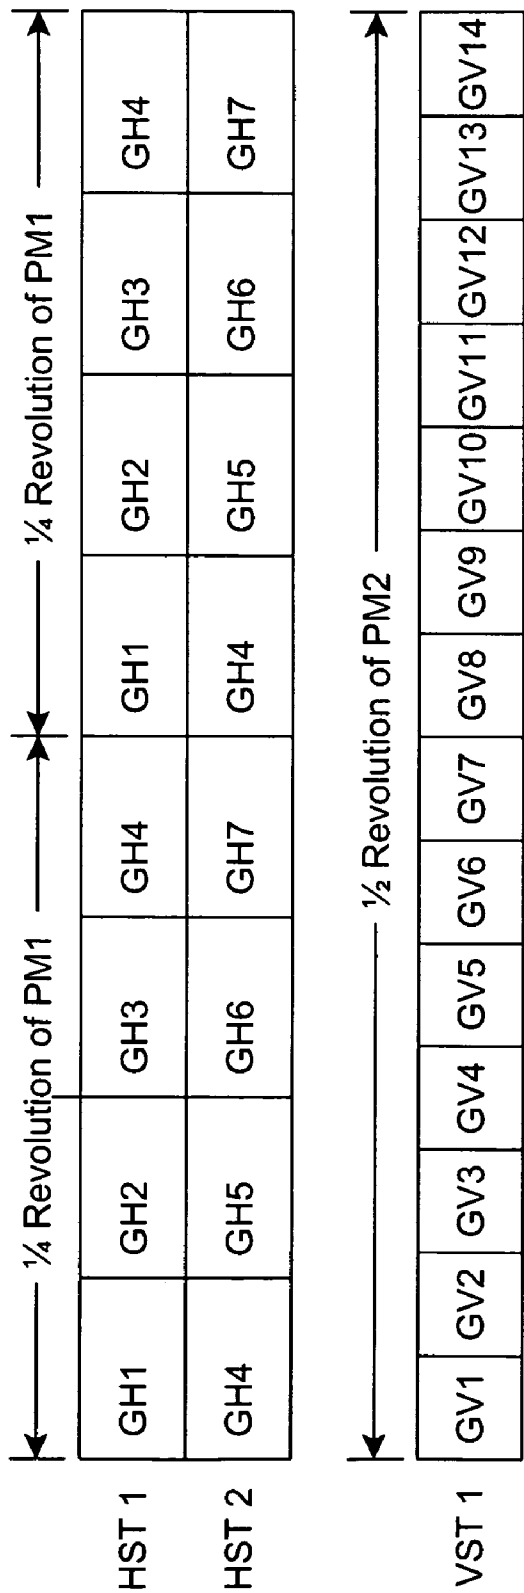 ¼ Revolution of PM1 ¼ Revolution of PM1
HST 1 GH1 GH2 GH3 GH4 GH1 GH2 GH3 GH4
HST 2 GH4 GH5 GH6 GH7 GH4 GH5 GH6 GH7
½ Revolution of PM2
VST 1 GV1 GV2 GV3 GV4 GV5 GV6 GV7 GV8 GV9 GV10 GV11 GV12 GV13 GV14